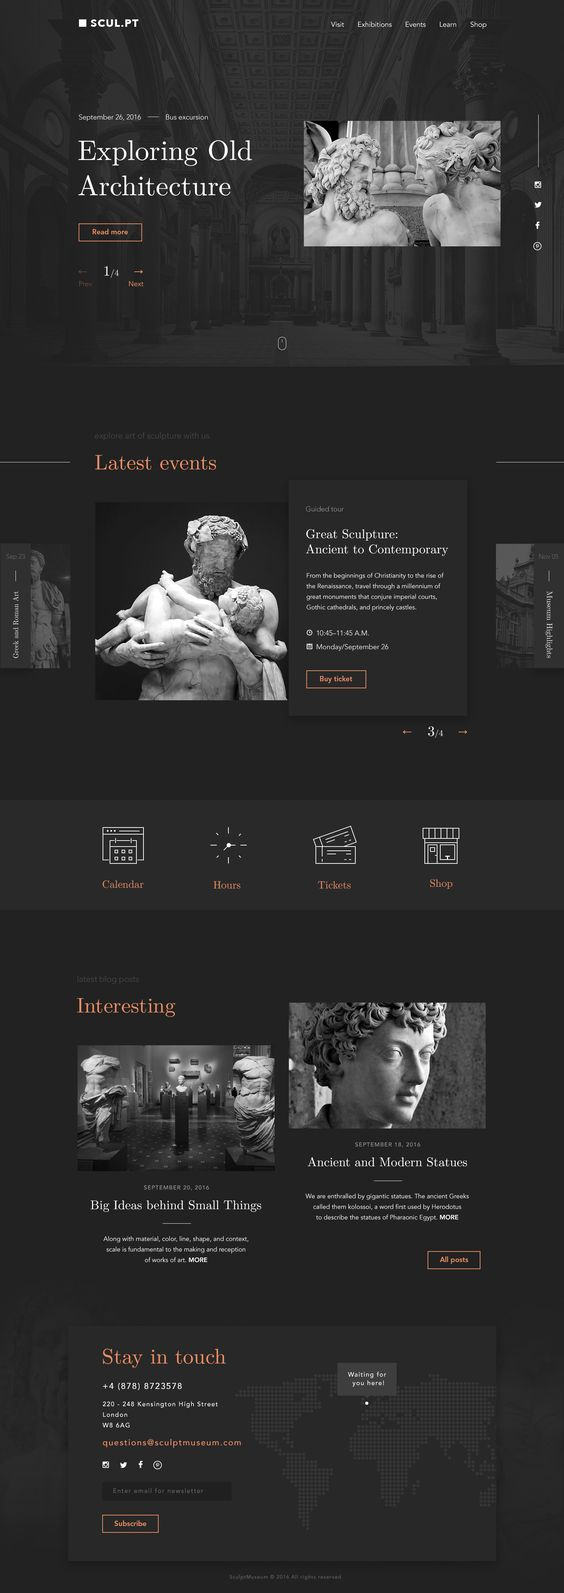 SCUL.PT
Visit Exhibitions Events Learn Shop
September 26, 2016 — Bus excursion
Exploring Old
Architecture
Read more
← 1/4 →
Prev Next
explore art of sculpture with us
Latest events
Sep 23
Greek and Roman Art
Guided tour
Great Sculpture:
Ancient to Contemporary
From the beginnings of Christianity to the rise of
the Renaissance, travel through a millennium of
great monuments that conjure imperial courts,
Gothic cathedrals, and princely castles.
10:45–11:45 A.M.
Monday/September 26
Buy ticket
← 3/4 →
Nov 03
Museum Highlights
Calendar
Hours
Tickets
Shop
latest blog posts
Interesting
SEPTEMBER 20, 2016
Big Ideas behind Small Things
Along with material, color, line, shape, and context,
scale is fundamental to the making and reception
of works of art. MORE
SEPTEMBER 18, 2016
Ancient and Modern Statues
We are enthralled by gigantic statues. The ancient Greeks
called them kolossoi, a word first used by Herodotus
to describe the statues of Pharaonic Egypt. MORE
All posts
Stay in touch
+4 (878) 8723578
220 - 248 Kensington High Street
London
W8 6AG
questions@sculptmuseum.com
Enter email for newsletter
Subscribe
Waiting for
you here!
SculptMuseum © 2016 All rights reserved